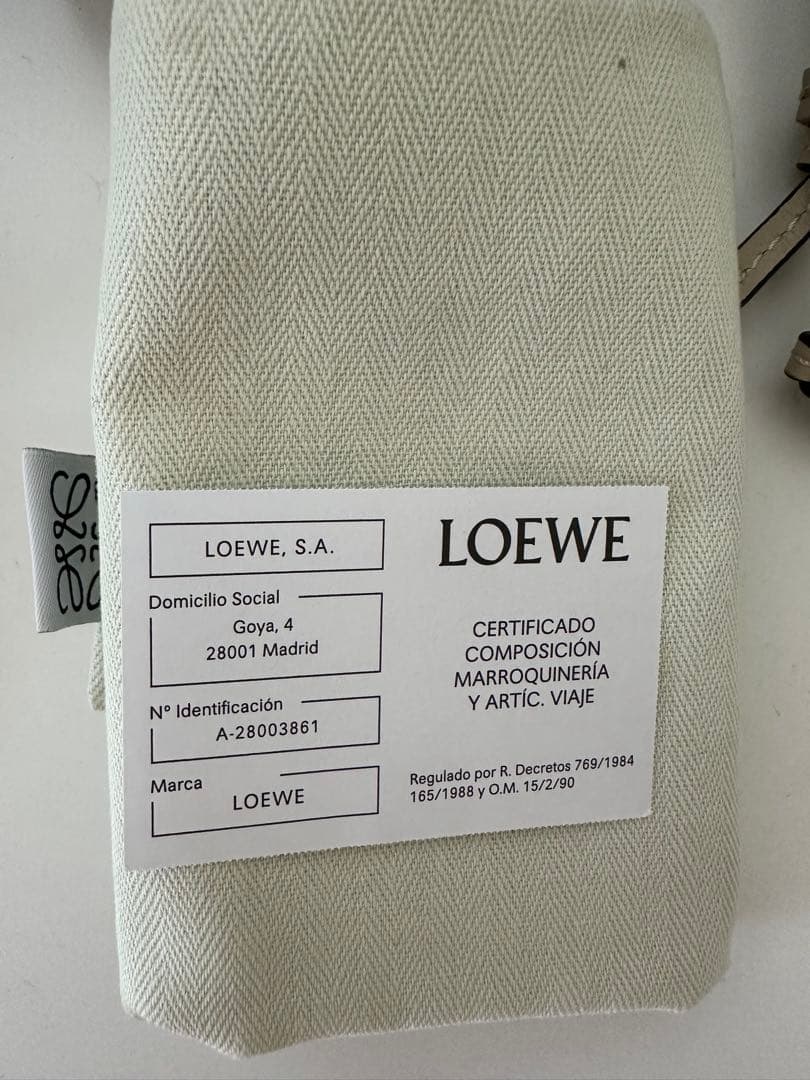 LOEWE, S.A.
Domicilio Social
Goya, 4
28001 Madrid
Nº Identificación
A-28003861
Marca
LOEWE
LOEWE
CERTIFICADO
COMPOSICIÓN
MARROQUINERÍA
Y ARTÍC. VIAJE
Regulado por R. Decretos 769/1984
165/1988 y O.M. 15/2/90